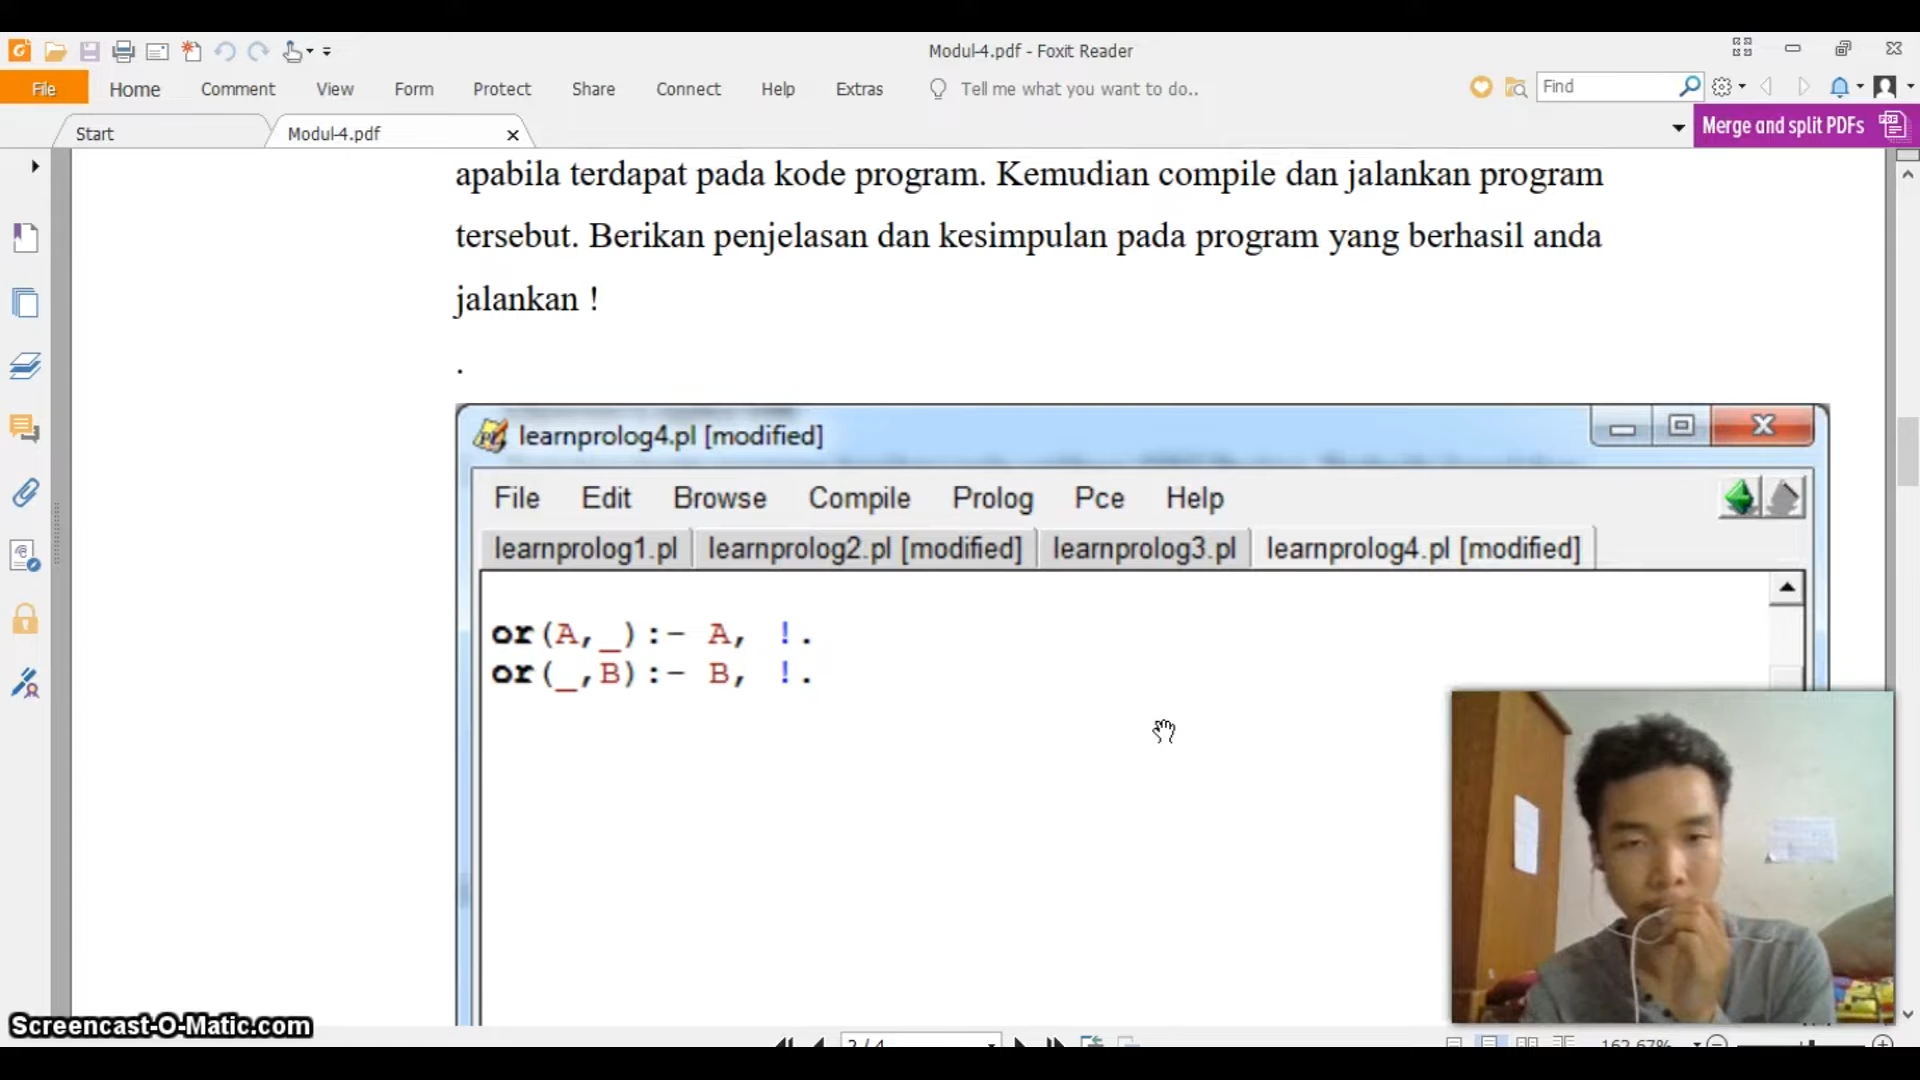 Modul-4.pdf - Foxit Reader
File Home Comment View Form Protect Share Connect Help Extras Tell me what you want to do.. Find
Start Modul-4.pdf Merge and split PDFs
apabila terdapat pada kode program. Kemudian compile dan jalankan program
tersebut. Berikan penjelasan dan kesimpulan pada program yang berhasil anda
jalankan !
.
learnprolog4.pl [modified]
File Edit Browse Compile Prolog Pce Help
learnprolog1.pl learnprolog2.pl [modified] learnprolog3.pl learnprolog4.pl [modified]
or(A,_):- A, !.
or(_,B):- B, !.
Screencast-O-Matic.com
162.67%